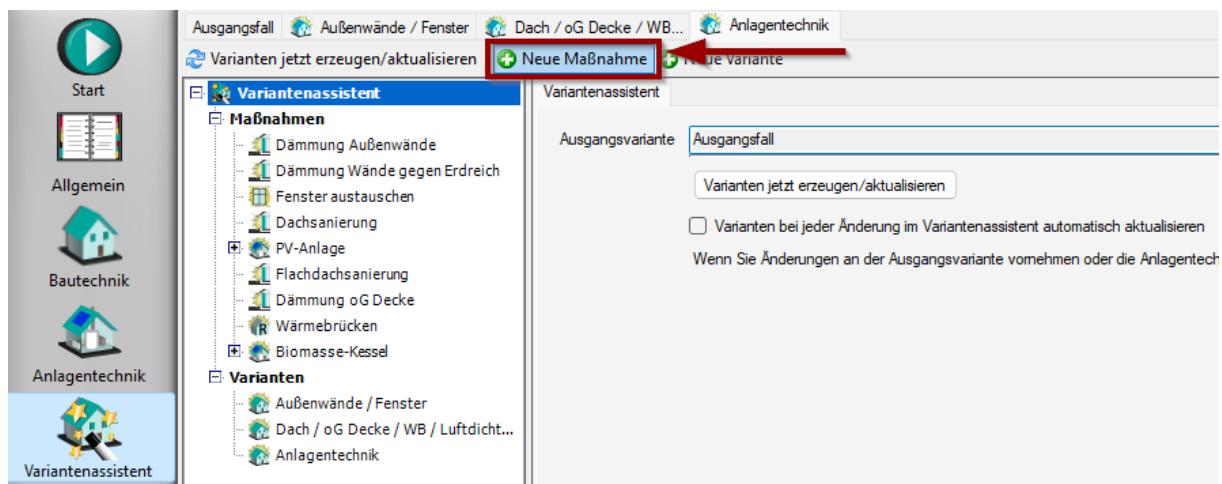 Ausgangsfall Außenwände / Fenster Dach / oG Decke / WB... Anlagentechnik
Varianten jetzt erzeugen/aktualisieren Neue Maßnahme Neue Variante
Start
Allgemein
Bautechnik
Anlagentechnik
Variantenassistent
Variantenassistent
Maßnahmen
Dämmung Außenwände
Dämmung Wände gegen Erdreich
Fenster austauschen
Dachsanierung
PV-Anlage
Flachdachsanierung
Dämmung oG Decke
Wärmebrücken
Biomasse-Kessel
Varianten
Außenwände / Fenster
Dach / oG Decke / WB / Luftdicht...
Anlagentechnik
Variantenassistent
Ausgangsvariante Ausgangsfall
Varianten jetzt erzeugen/aktualisieren
Varianten bei jeder Änderung im Variantenassistent automatisch aktualisieren
Wenn Sie Änderungen an der Ausgangsvariante vornehmen oder die Anlagentech